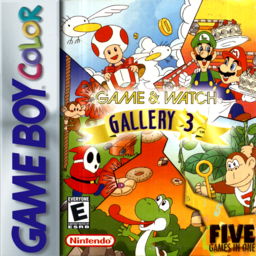 GAME BOY COLOR
GAME & WATCH
GALLERY 3
EVERYONE
E
ESRB
Nintendo
FIVE
GAMES IN ONE